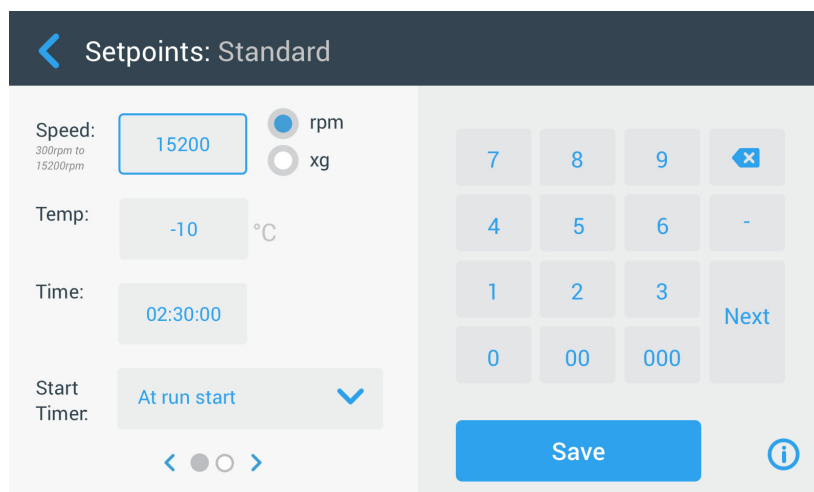 Setpoints: Standard
Speed:
300rpm to
15200rpm
15200
rpm
xg
Temp:
-10
°C
Time:
02:30:00
Start
Timer:
At run start
7 8 9
4 5 6 -
1 2 3
Next
0 00 000
Save